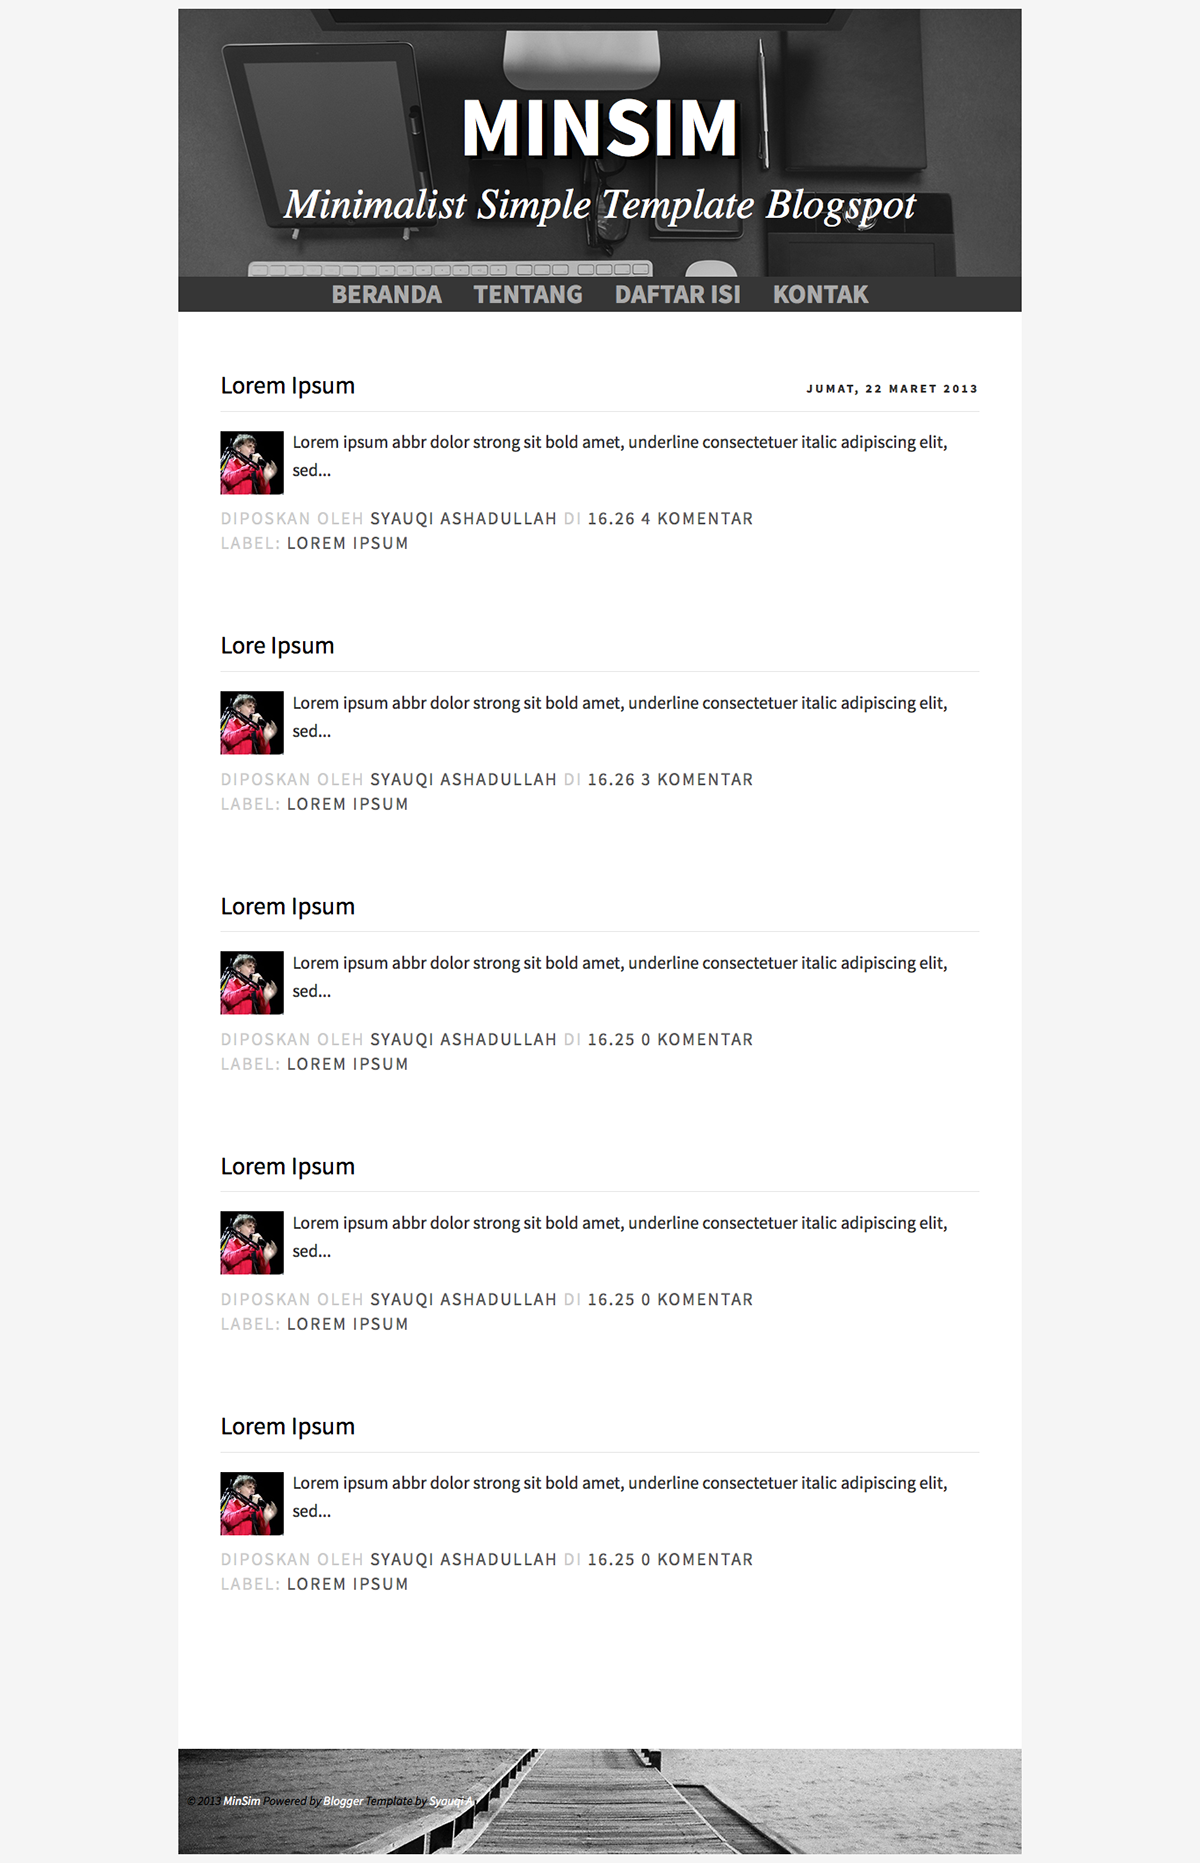 MINSIM
Minimalist Simple Template Blogspot
BERANDA TENTANG DAFTAR ISI KONTAK
Lorem Ipsum
JUMAT, 22 MARET 2013
Lorem ipsum abbr dolor strong sit bold amet, underline consectetuer italic adipiscing elit,
sed...
DIPOSKAN OLEH SYAUQI ASHADULLAH DI 16.26 4 KOMENTAR
LABEL: LOREM IPSUM
Lore Ipsum
Lorem ipsum abbr dolor strong sit bold amet, underline consectetuer italic adipiscing elit,
sed...
DIPOSKAN OLEH SYAUQI ASHADULLAH DI 16.26 3 KOMENTAR
LABEL: LOREM IPSUM
Lorem Ipsum
Lorem ipsum abbr dolor strong sit bold amet, underline consectetuer italic adipiscing elit,
sed...
DIPOSKAN OLEH SYAUQI ASHADULLAH DI 16.25 0 KOMENTAR
LABEL: LOREM IPSUM
Lorem Ipsum
Lorem ipsum abbr dolor strong sit bold amet, underline consectetuer italic adipiscing elit,
sed...
DIPOSKAN OLEH SYAUQI ASHADULLAH DI 16.25 0 KOMENTAR
LABEL: LOREM IPSUM
Lorem Ipsum
Lorem ipsum abbr dolor strong sit bold amet, underline consectetuer italic adipiscing elit,
sed...
DIPOSKAN OLEH SYAUQI ASHADULLAH DI 16.25 0 KOMENTAR
LABEL: LOREM IPSUM
© 2013 MinSim Powered by Blogger Template by Syauqi A.